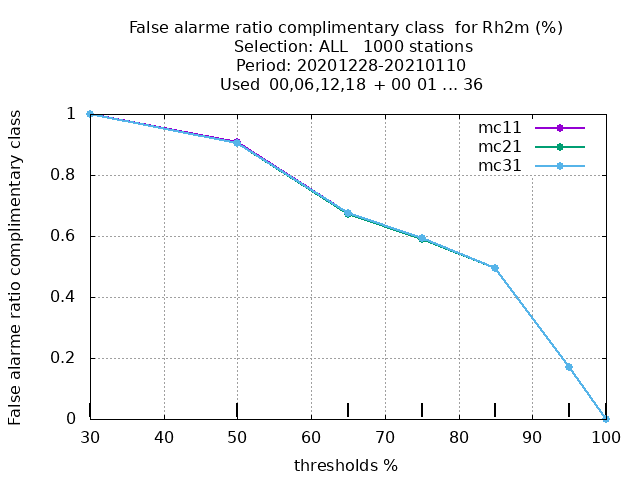 False alarme ratio complimentary class  for Rh2m (%)
Selection: ALL   1000 stations
Period: 20201228-20210110
Used  00,06,12,18  + 00 01 ... 36
mc11
mc21
mc31
False alarme ratio complimentary class
1
0.8
0.6
0.4
0.2
0
30 40 50 60 70 80 90 100
thresholds %